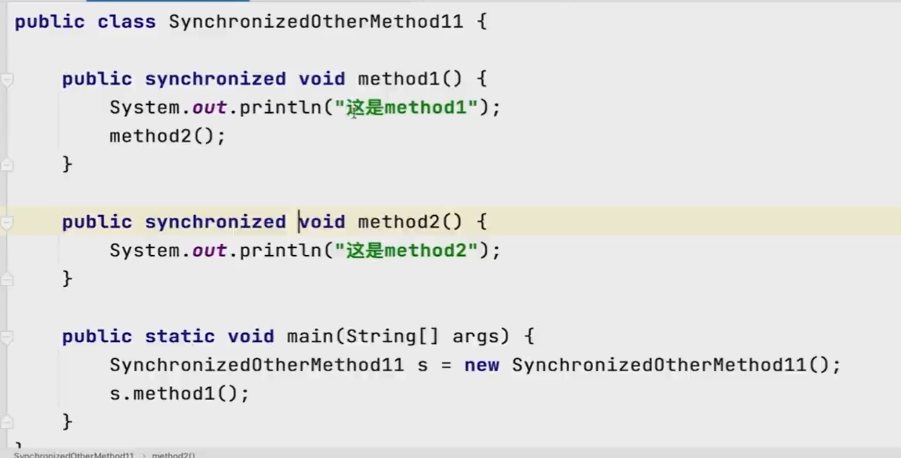 public class SynchronizedOtherMethod11 {
public synchronized void method1() {
System.out.println("这是method1");
method2();
}
public synchronized void method2() {
System.out.println("这是method2");
}
public static void main(String[] args) {
SynchronizedOtherMethod11 s = new SynchronizedOtherMethod11();
s.method1();
}
}
SynchronizedOtherMethod11 › method2()